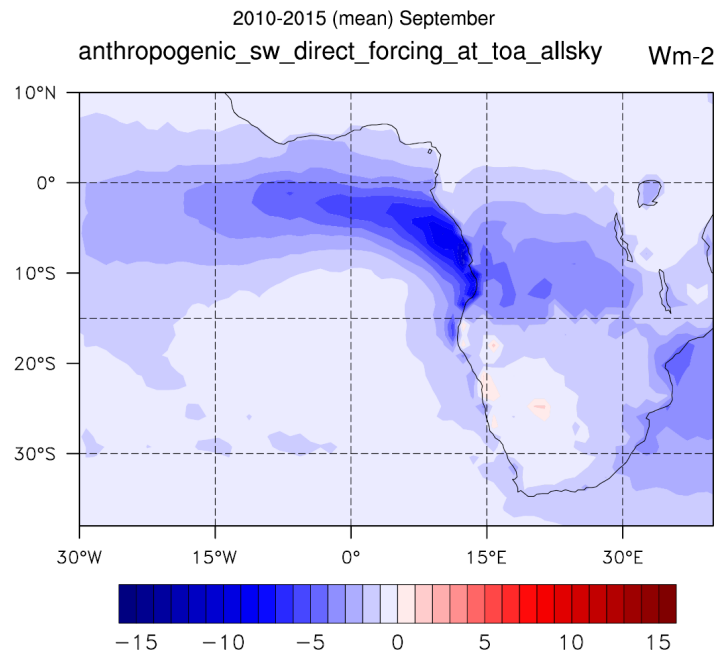 2010-2015 (mean) September
anthropogenic_sw_direct_forcing_at_toa_allsky Wm-2
10°N
0°
10°S
20°S
30°S
30°W 15°W 0° 15°E 30°E
−15 −10 −5 0 5 10 15